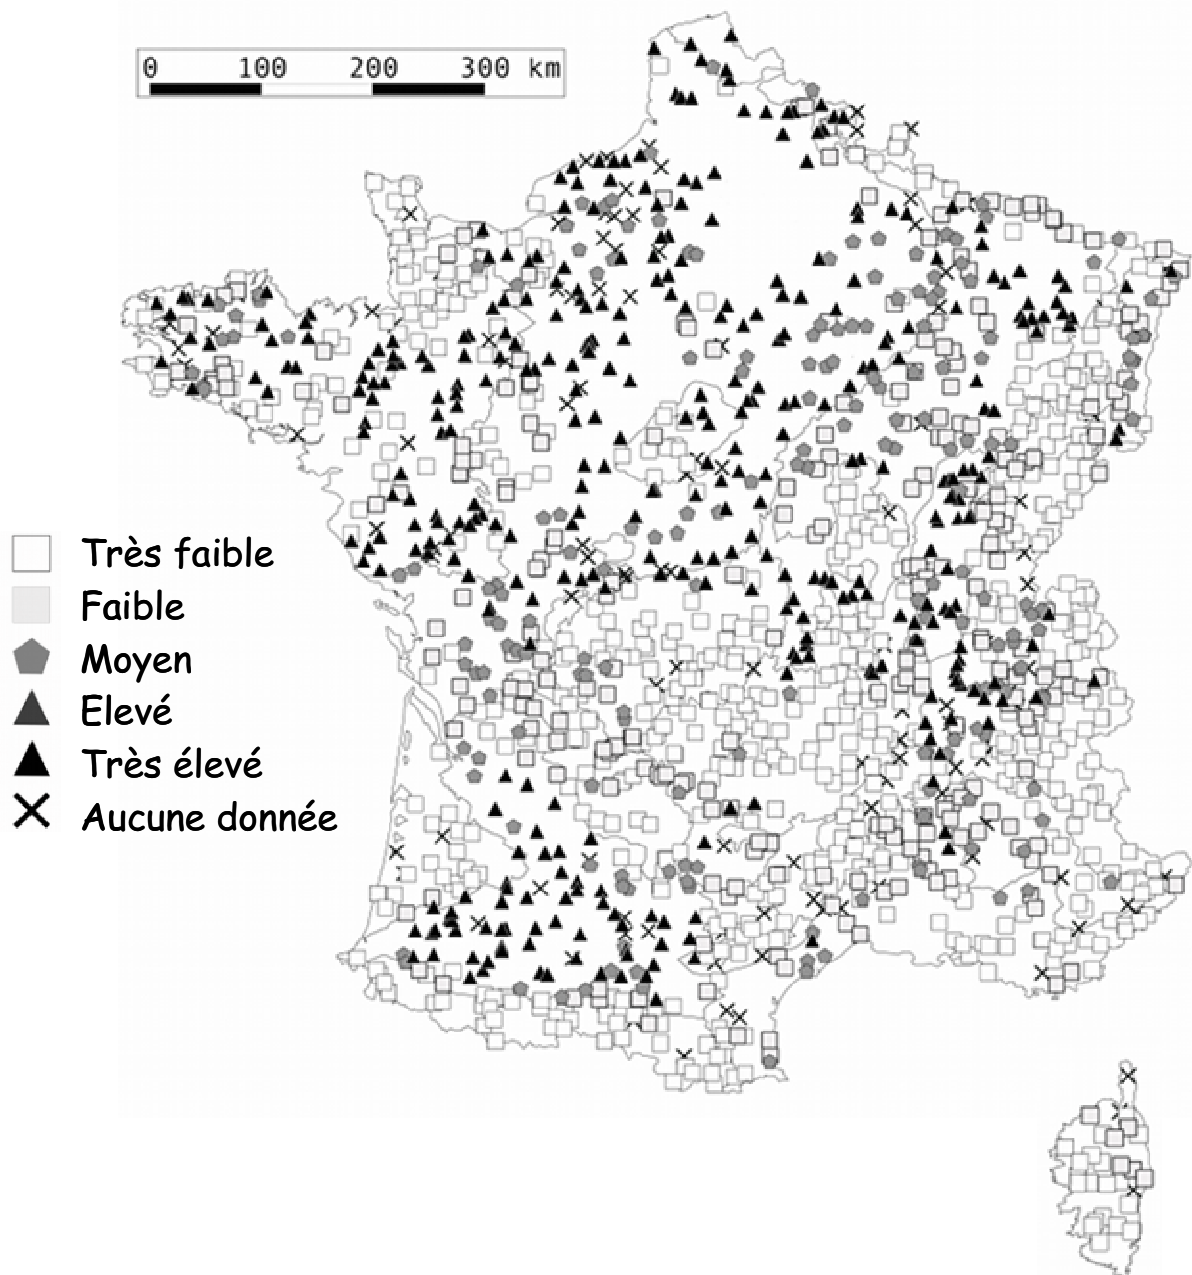 0 100 200 300 km
Très faible
Faible
Moyen
Elevé
Très élevé
Aucune donnée